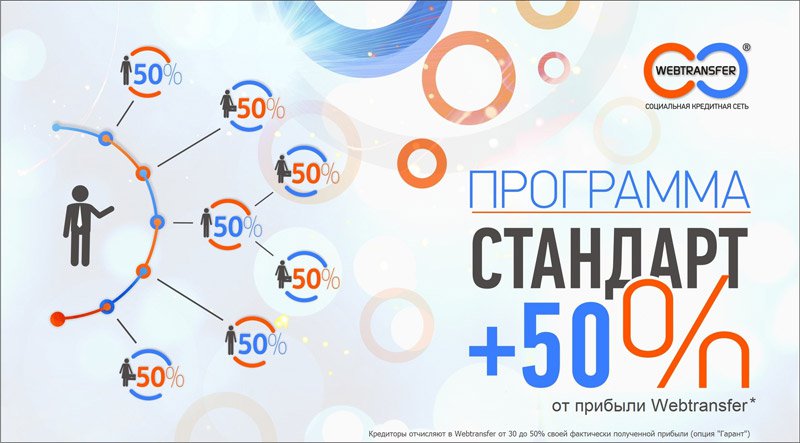 50%
50%
50%
50%
50%
50%
50%
WEBTRANSFER®
СОЦИАЛЬНАЯ КРЕДИТНАЯ СЕТЬ
ПРОГРАММА
СТАНДАРТ
+50%
от прибыли Webtransfer*
Кредиторы отчисляют в Webtransfer от 30 до 50% своей фактически полученной прибыли (опция "Гарант")